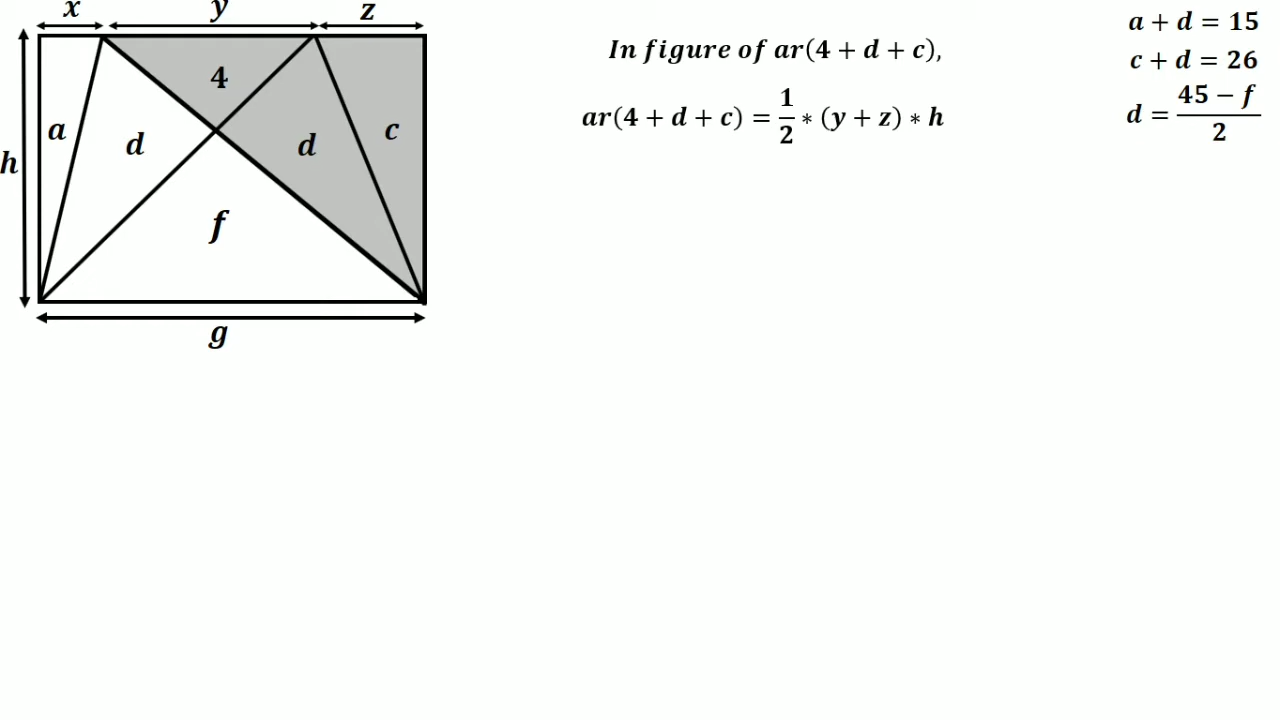 x y z
a + d = 15
In figure of ar(4 + d + c),
c + d = 26
4
ar(4 + d + c) = 1/2 * (y + z) * h
d = (45 − f)/2
a d d c
h
f
g